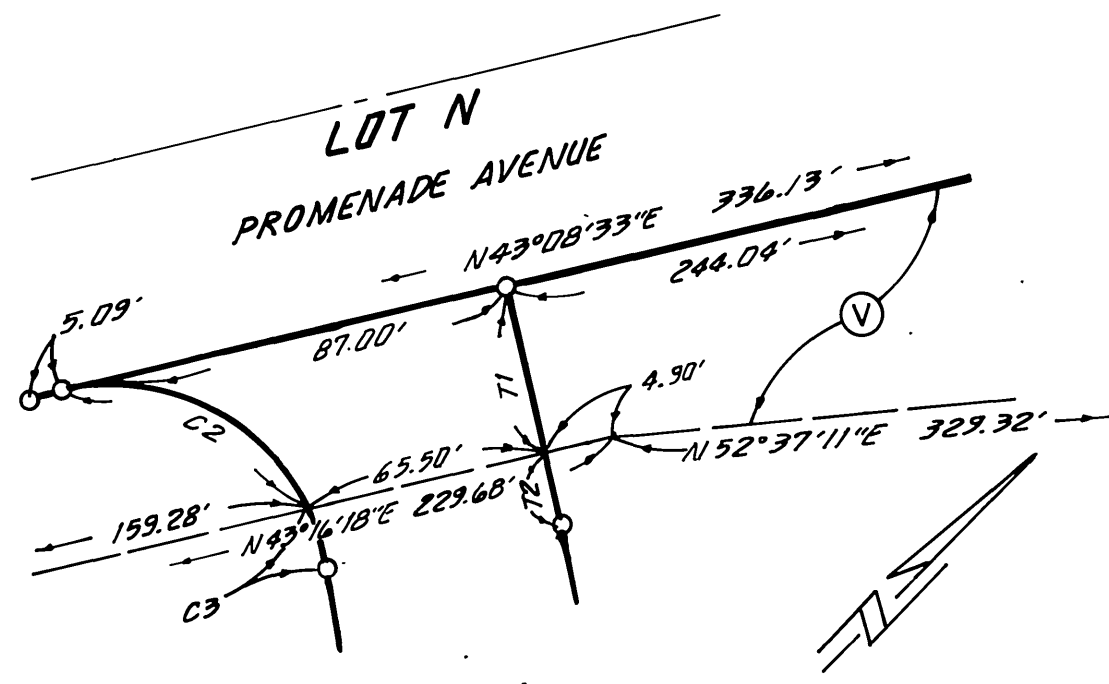 LOT N
PROMENADE AVENUE
N43°08'33"E 336.13'
244.04'
5.09'
87.00'
V
T1
4.90'
C2
N52°37'11"E 329.32'
65.50'
159.28'
N43°16'18"E 229.68'
T2
C3
N